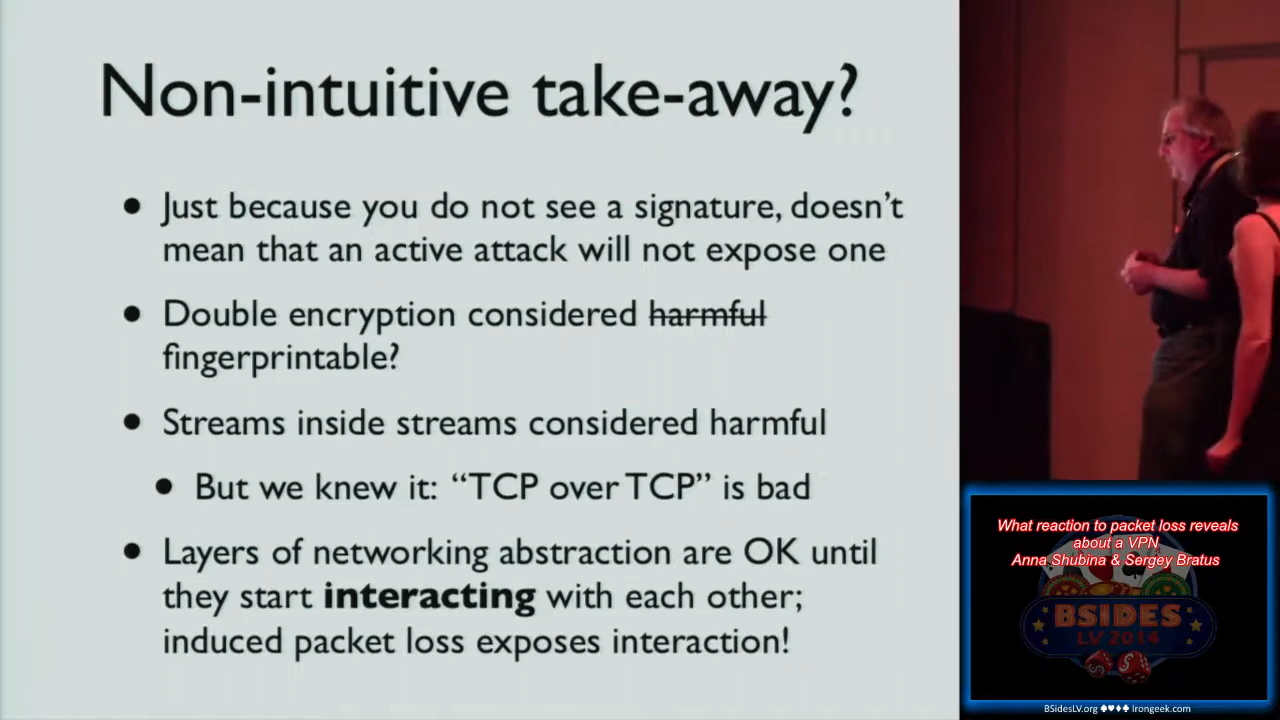 Non-intuitive take-away?
• Just because you do not see a signature, doesn't
mean that an active attack will not expose one
• Double encryption considered harmful
fingerprintable?
• Streams inside streams considered harmful
• But we knew it: “TCP over TCP” is bad
• Layers of networking abstraction are OK until
they start interacting with each other;
induced packet loss exposes interaction!
What reaction to packet loss reveals
about a VPN
Anna Shubina & Sergey Bratus
BSIDES
LV 2014
BSidesLV.org ♠♥♦♣ Irongeek.com